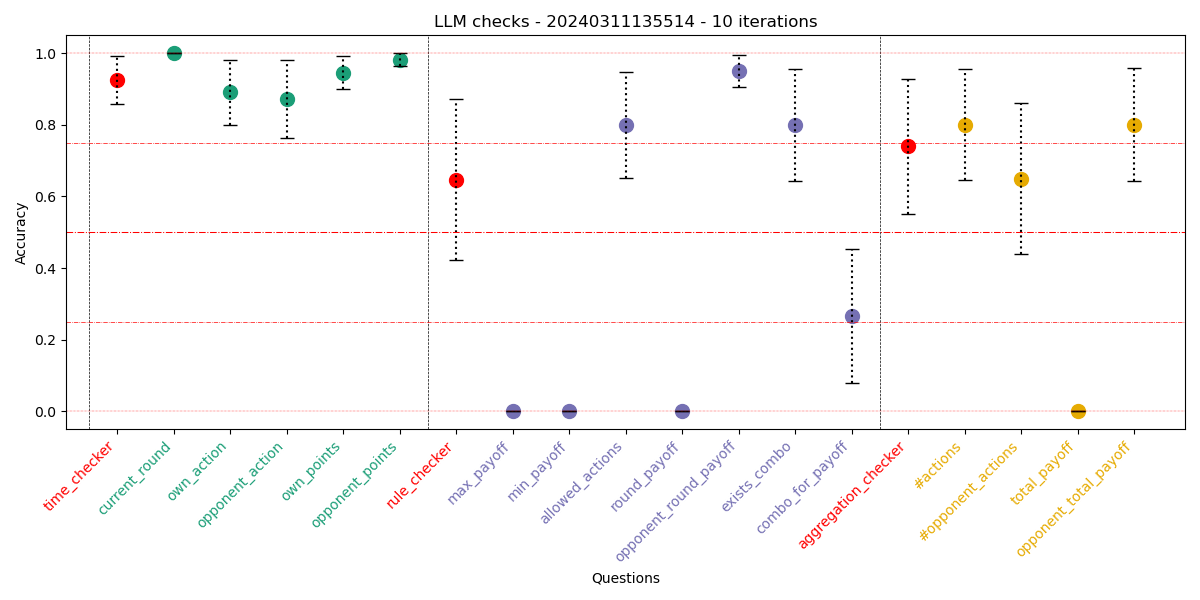 LLM checks - 20240311135514 - 10 iterations
1.0
0.8
0.6
0.4
0.2
0.0
Accuracy
time_checker
current_round
own_action
opponent_action
own_points
opponent_points
rule_checker
max_payoff
min_payoff
allowed_actions
round_payoff
opponent_round_payoff
exists_combo
combo_for_payoff
aggregation_checker
#actions
#opponent_actions
total_payoff
opponent_total_payoff
Questions